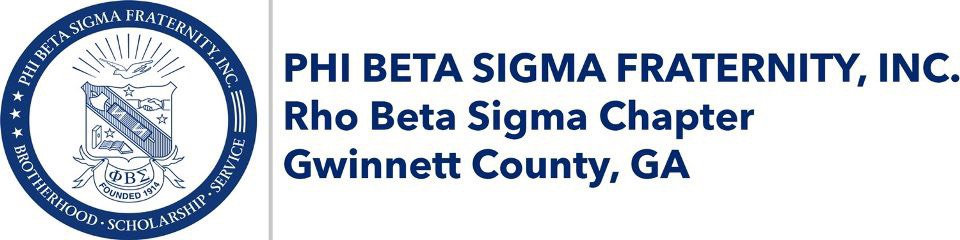 PHI BETA SIGMA FRATERNITY, INC.
BROTHERHOOD · SCHOLARSHIP · SERVICE
ΦΒΣ
FOUNDED 1914
PHI BETA SIGMA FRATERNITY, INC.
Rho Beta Sigma Chapter
Gwinnett County, GA